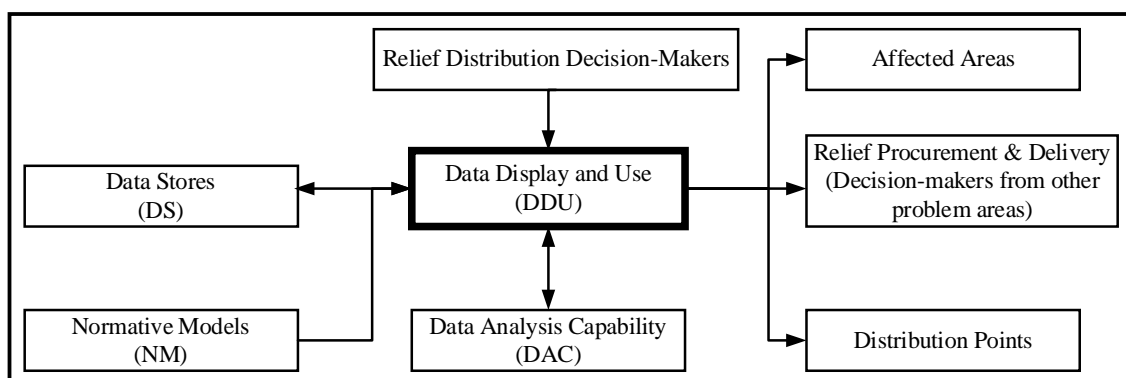 Relief Distribution Decision-Makers
Affected Areas
Data Stores
(DS)
Data Display and Use
(DDU)
Relief Procurement & Delivery
(Decision-makers from other
problem areas)
Normative Models
(NM)
Data Analysis Capability
(DAC)
Distribution Points